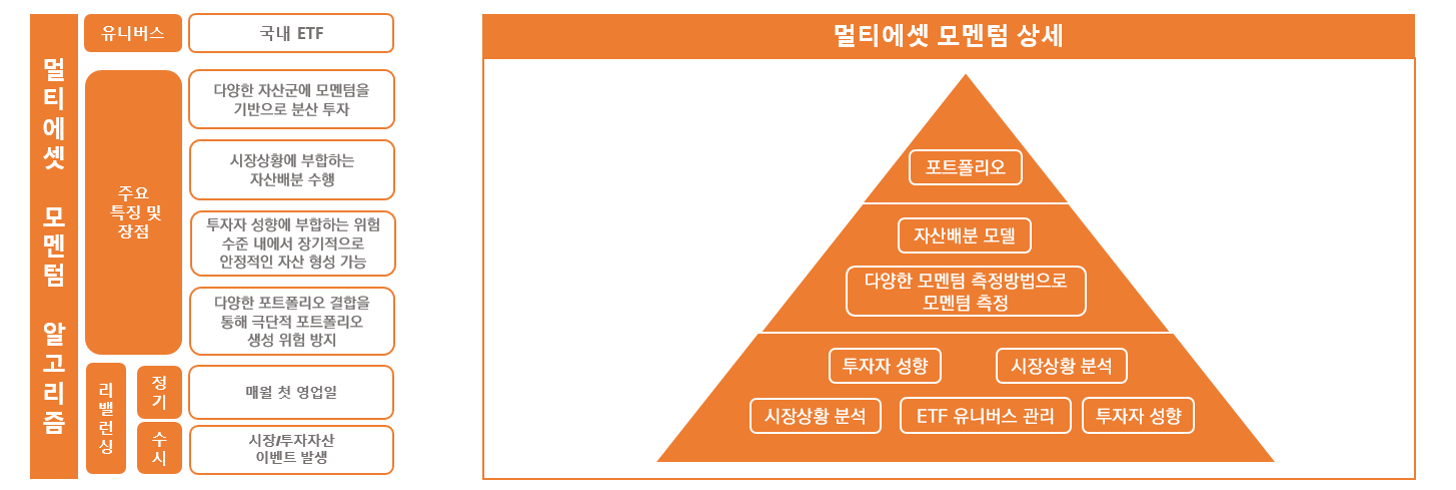 멀티에셋 모멘텀 알고리즘
유니버스
국내 ETF
주요
특징 및
장점
다양한 자산군에 모멘텀을
기반으로 분산 투자
시장상황에 부합하는
자산배분 수행
투자자 성향에 부합하는 위험
수준 내에서 장기적으로
안정적인 자산 형성 가능
다양한 포트폴리오 결합을
통해 극단적 포트폴리오
생성 위험 방지
리밸런싱
정기
매월 첫 영업일
수시
시장/투자자산
이벤트 발생
멀티에셋 모멘텀 상세
포트폴리오
자산배분 모델
다양한 모멘텀 측정방법으로
모멘텀 측정
투자자 성향
시장상황 분석
시장상황 분석
ETF 유니버스 관리
투자자 성향